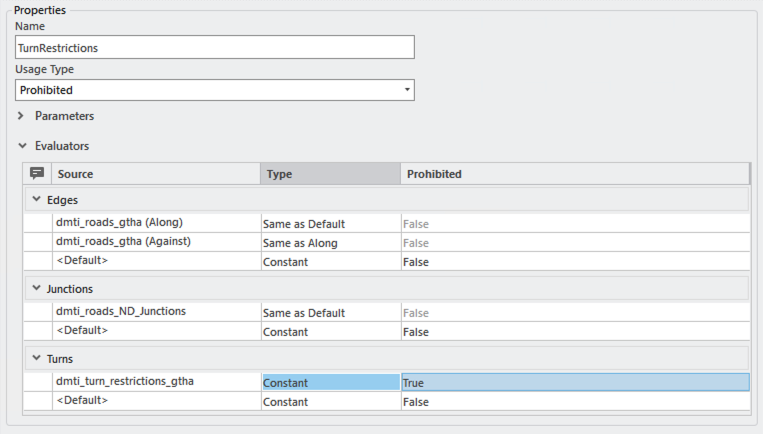 Properties
Name
TurnRestrictions
Usage Type
Prohibited
Parameters
Evaluators
Source Type Prohibited
Edges
dmti_roads_gtha (Along) Same as Default False
dmti_roads_gtha (Against) Same as Along False
<Default> Constant False
Junctions
dmti_roads_ND_Junctions Same as Default False
<Default> Constant False
Turns
dmti_turn_restrictions_gtha Constant True
<Default> Constant False